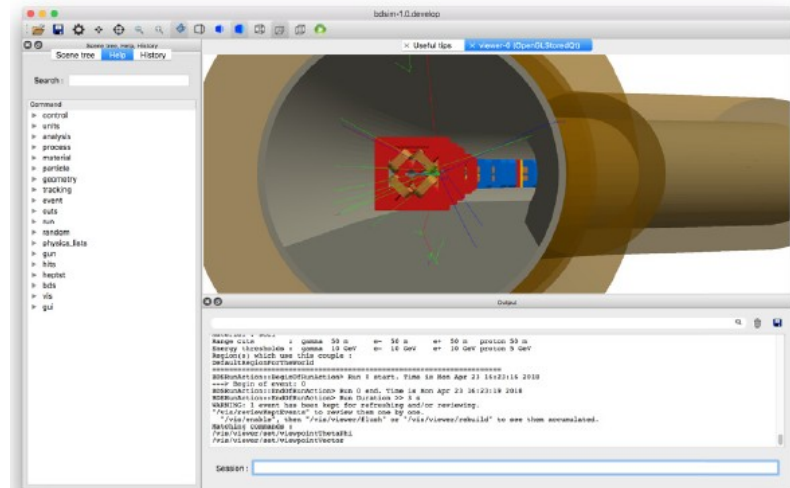 bdsim-1.0.develop
Scene tree, Help, History
Scene tree Help History
Useful tips
viewer-0 (OpenGLStoredQt)
Search :
Command
control
units
analysis
process
material
particle
geometry
tracking
event
cuts
run
random
physics_lists
gun
hits
heptst
bds
vis
gui
Output
Range cuts : gamma 50 m e- 50 m e+ 50 m proton 50 m
Energy thresholds : gamma 10 GeV e- 10 GeV e+ 10 GeV proton 5 GeV
Region(s) which use this couple :
DefaultRegionForTheWorld
BDSRunAction::BeginOfRunAction> Run 0 start. Time is Mon Apr 23 16:23:16 2018
---> Begin of event: 0
BDSRunAction::EndOfRunAction> Run 0 end. Time is Mon Apr 23 16:23:19 2018
BDSRunAction::EndOfRunAction> Run Duration >> 3 s
WARNING: 1 event has been kept for refreshing and/or reviewing.
"/vis/reviewKeptEvents" to review them one by one.
"/vis/enable", then "/vis/viewer/flush" or "/vis/viewer/rebuild" to see them accumulated.
Matching commands :
/vis/viewer/set/viewpointThetaPhi
/vis/viewer/set/viewpointVector
Session :